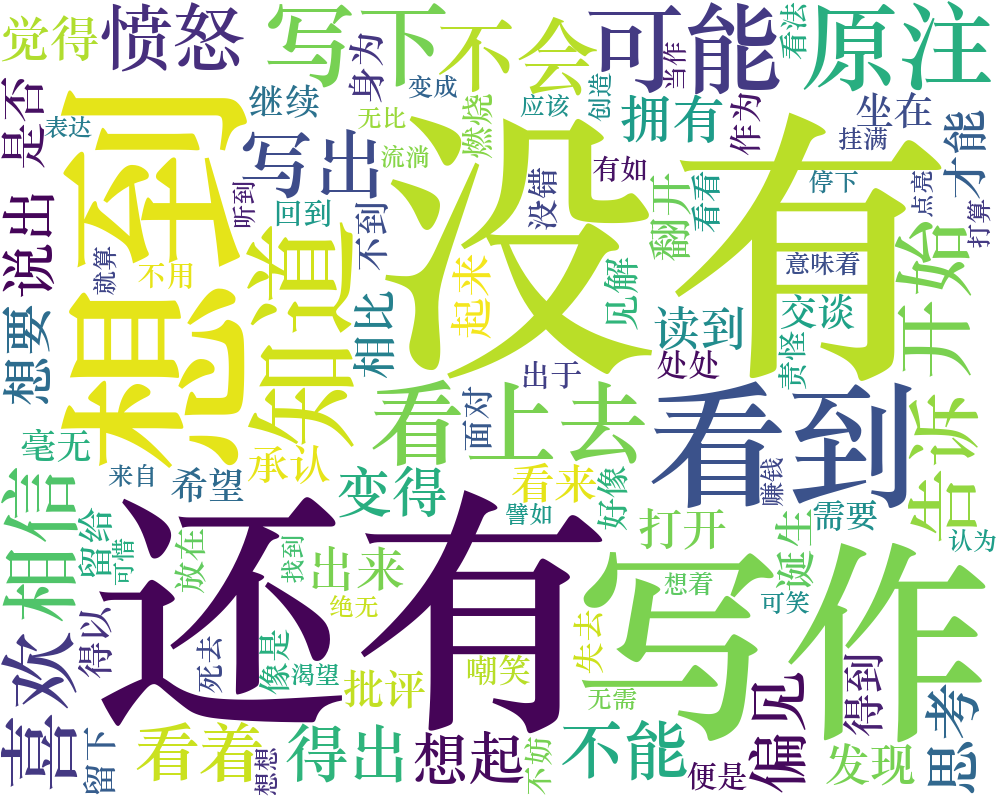 觉得
愤怒
写下
不会
可能
当作
看法
原注
身为
变成
继续
无比
燃烧
应该
创造
拥有
作为
坐在
挂满
才能
是否
表达
想到
写出
流淌
没有
没错
有如
翻开
看看
停下
点亮
打算
听到
回到
不到
说出
知道
就算
不用
起来
见解
意味着
开始
想要
相比
读到
交谈
责怪
处处
出于
看上去
面对
看到
告诉
毫无
承认
来自
希望
变得
看来
譬如
好像
赚钱
打开
需要
诞生
认为
相信
留给
可惜
放在
找到
出来
还有
绝无
想着
写作
可笑
得以
喜欢
死去
像是
渴望
批评
嘲笑
失去
无需
偏见
得到
思考
留下
看着
想想
得出
想起
不妨
不能
便是
发现